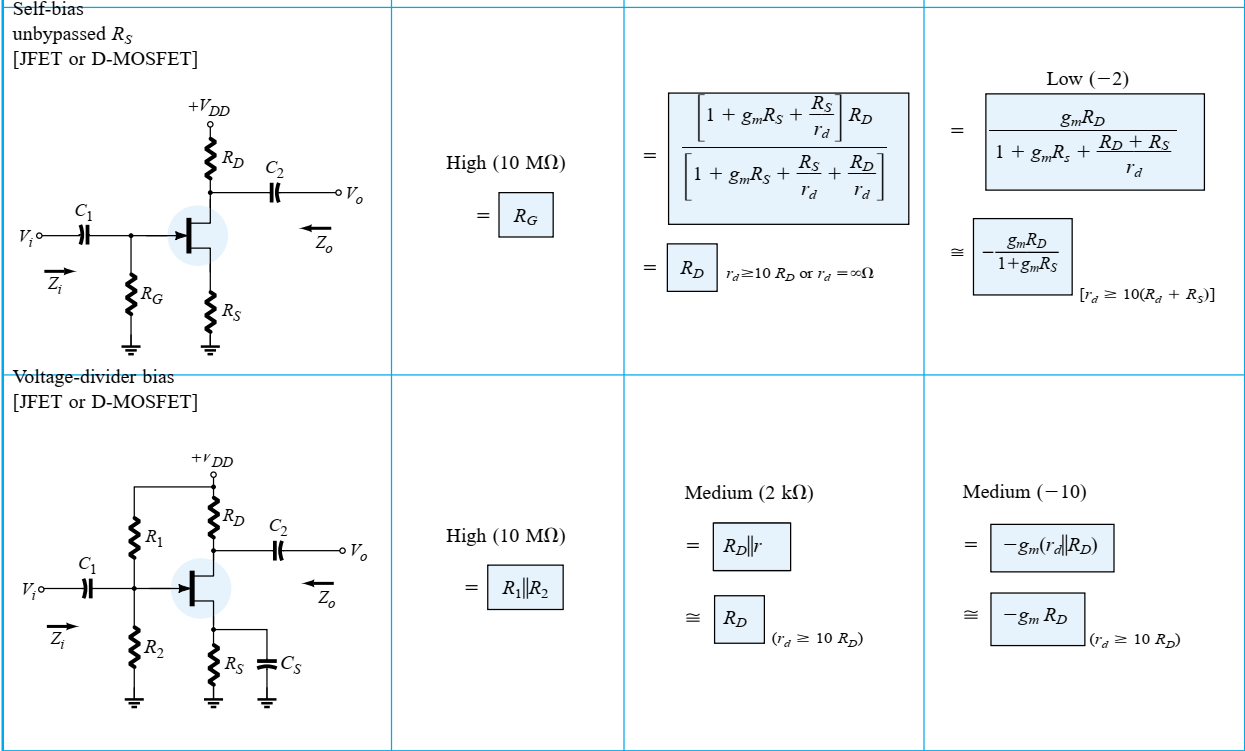 Self-bias
unbypassed R_S
[JFET or D-MOSFET]
+V_DD
R_D
C_2
V_o
C_1
V_i
Z_o
Z_i
R_G
R_S
High (10 MΩ)
= R_G
= [1 + g_mR_S + R_S/r_d] R_D / [1 + g_mR_S + R_S/r_d + R_D/r_d]
= R_D r_d≥10 R_D or r_d =∞Ω
Low (−2)
= g_mR_D / 1 + g_mR_s + R_D + R_S/r_d
≅ − g_mR_D / 1+g_mR_S
[r_d ≥ 10(R_d + R_S)]
Voltage-divider bias
[JFET or D-MOSFET]
+V_DD
R_D
R_1
C_2
V_o
C_1
V_i
Z_o
Z_i
R_2
R_S
C_S
High (10 MΩ)
= R_1||R_2
Medium (2 kΩ)
= R_D||r
≅ R_D (r_d ≥ 10 R_D)
Medium (−10)
= −g_m(r_d||R_D)
≅ −g_m R_D (r_d ≥ 10 R_D)